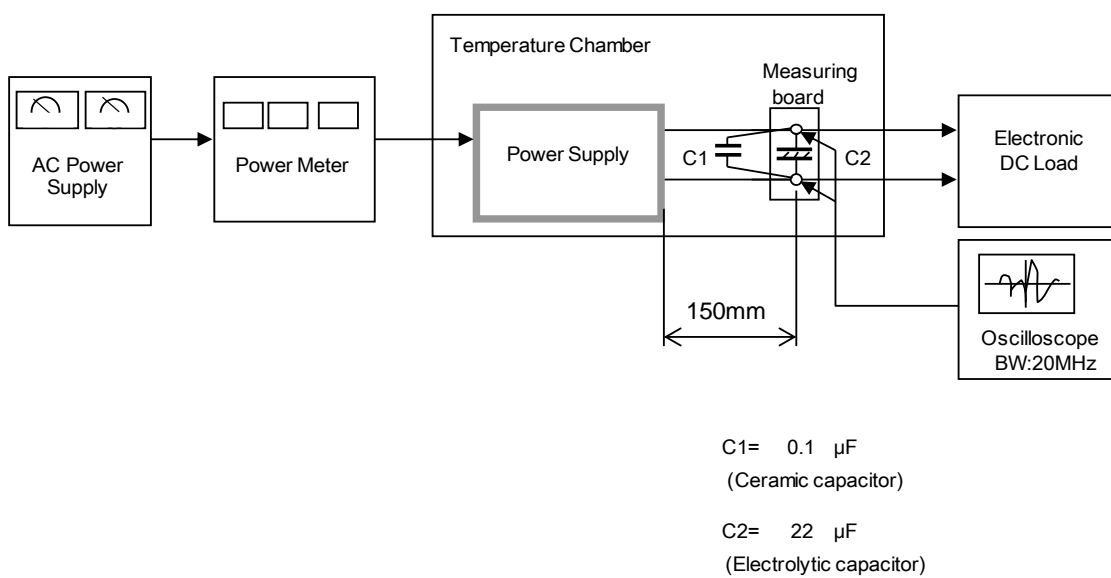 Temperature Chamber
Measuring
board
AC Power
Supply
Power Meter
Power Supply
C1
C2
Electronic
DC Load
150mm
Oscilloscope
BW:20MHz
C1= 0.1 µF
(Ceramic capacitor)
C2= 22 µF
(Electrolytic capacitor)